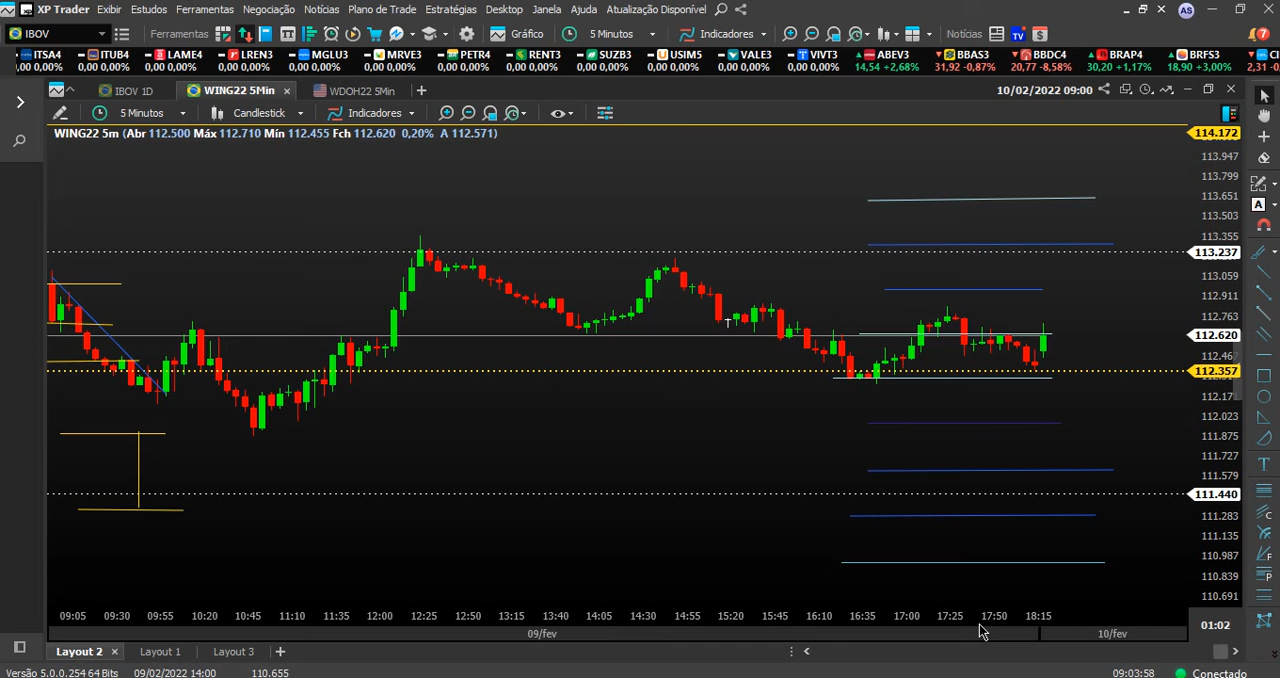 XP Trader Exibir Estudos Ferramentas Negociação Notícias Plano de Trade Estratégias Desktop Janela Ajuda Atualização Disponível AS
IBOV Ferramentas Gráfico 5 Minutos Indicadores Notícias TV 7
ITSA4 ITUB4 LAME4 LREN3 MGLU3 MRVE3 PETR4 RENT3 SUZB3 USIM5 VALE3 VIVT3 ABEV3 BBAS3 BBDC4 BRAP4 BRFS3
,00% 0,00 0,00% 0,00 0,00% 0,00 0,00% 0,00 0,00% 0,00 0,00% 0,00 0,00% 0,00 0,00% 0,00 0,00% 0,00 0,00% 0,00 0,00% 0,00 0,00% 14,54 +2,68% 31,92 -0,87% 20,77 -8,58% 30,20 +1,17% 18,90 +3,00% 2,31 -0
IBOV 1D WING22 5Min WDOH22 5Min 10/02/2022 09:00
5 Minutos Candlestick Indicadores
WING22 5m (Abr 112.500 Máx 112.710 Mín 112.455 Fch 112.620 0,20% A 112.571)
114.172
113.947
113.799
113.651
113.503
113.355
113.237
113.059
112.911
112.763
112.620
112.467
112.357
112.17
112.023
111.875
111.727
111.579
111.440
111.283
111.135
110.987
110.839
110.691
09:05 09:30 09:55 10:20 10:45 11:10 11:35 12:00 12:25 12:50 13:15 13:40 14:05 14:30 14:55 15:20 15:45 16:10 16:35 17:00 17:25 17:50 18:15
01:02
09/fev 10/fev
Layout 2 Layout 1 Layout 3
Versão 5.0.0.254 64 Bits 09/02/2022 14:00 110.655 09:03:58 Conectado